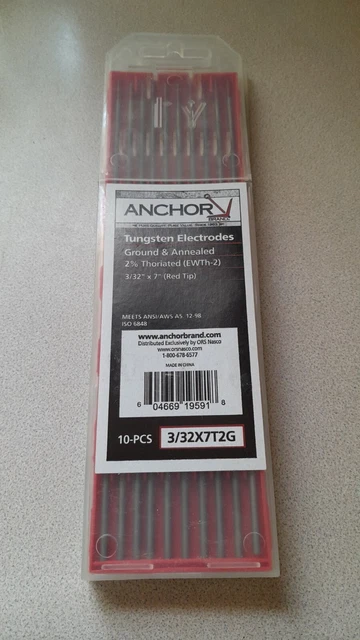 ANCHOR
BRAND
Tungsten Electrodes
Ground & Annealed
2% Thoriated (EWTh-2)
3/32" x 7" (Red Tip)
MEETS ANSI/AWS A5 12-98
ISO 6848
www.anchorbrand.com
Distributed Exclusively by ORS Nasco
www.orsnasco.com
1-800-678-6577
MADE IN CHINA
6 04669 19591 8
10-PCS 3/32X7T2G